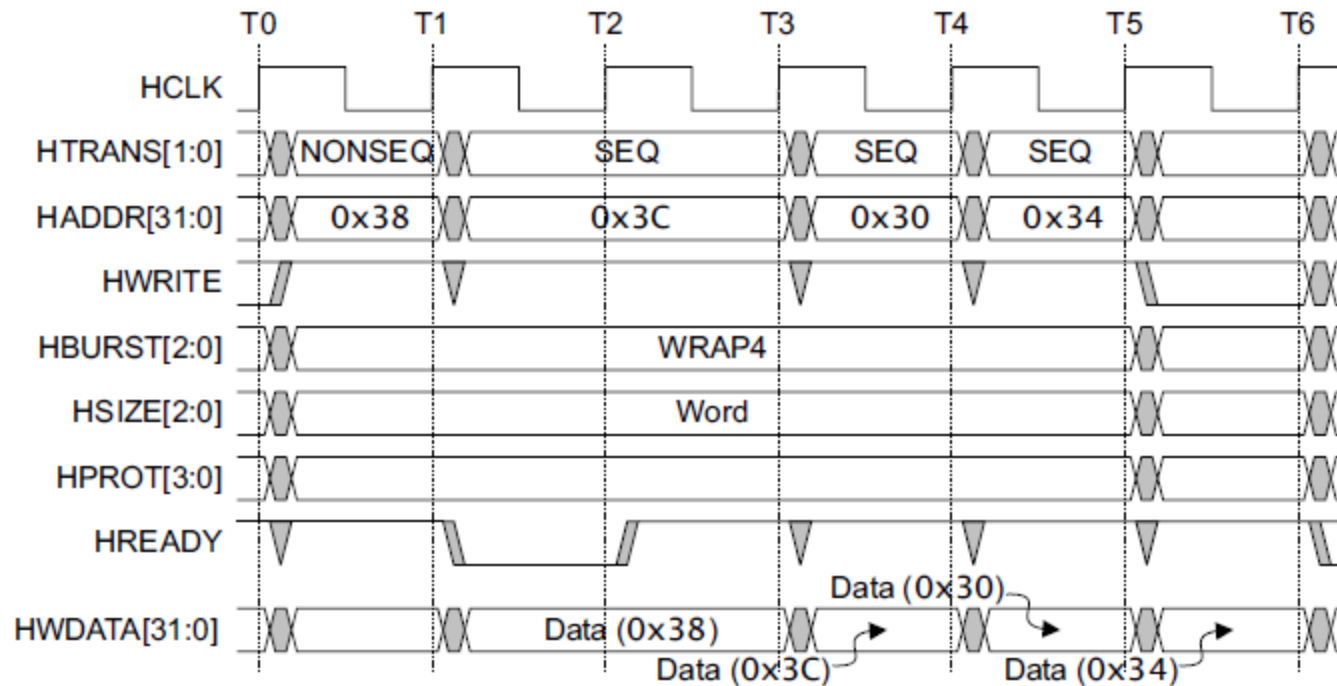 T0 T1 T2 T3 T4 T5 T6
HCLK
HTRANS[1:0] NONSEQ SEQ SEQ SEQ
HADDR[31:0] 0x38 0x3C 0x30 0x34
HWRITE
HBURST[2:0] WRAP4
HSIZE[2:0] Word
HPROT[3:0]
HREADY
Data (0x30)
HWDATA[31:0] Data (0x38)
Data (0x3C) Data (0x34)